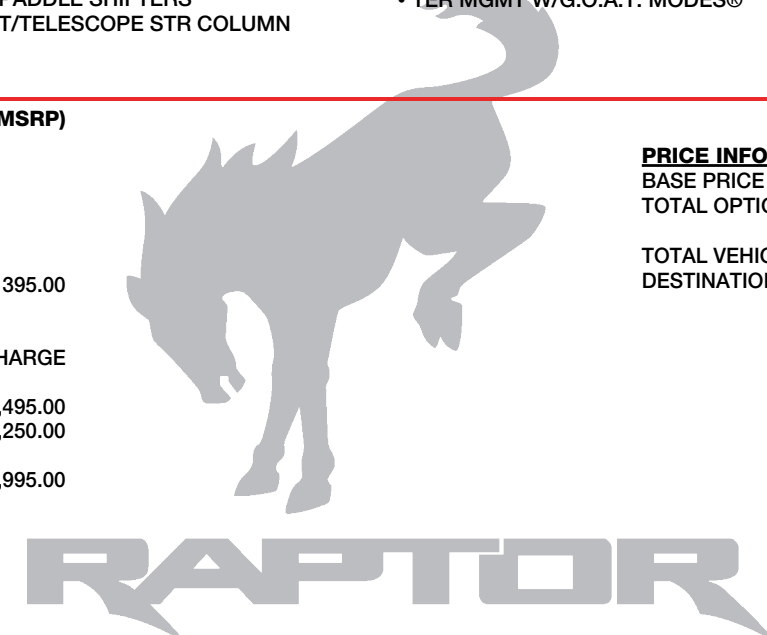 PADDLE SHIFTERS
T/TELESCOPE STR COLUMN
• TER MGMT W/G.O.A.T. MODES®
MSRP)
395.00
HARGE
,495.00
,250.00
,995.00
PRICE INFO
BASE PRICE
TOTAL OPTIO
TOTAL VEHIC
DESTINATION
RAPTOR